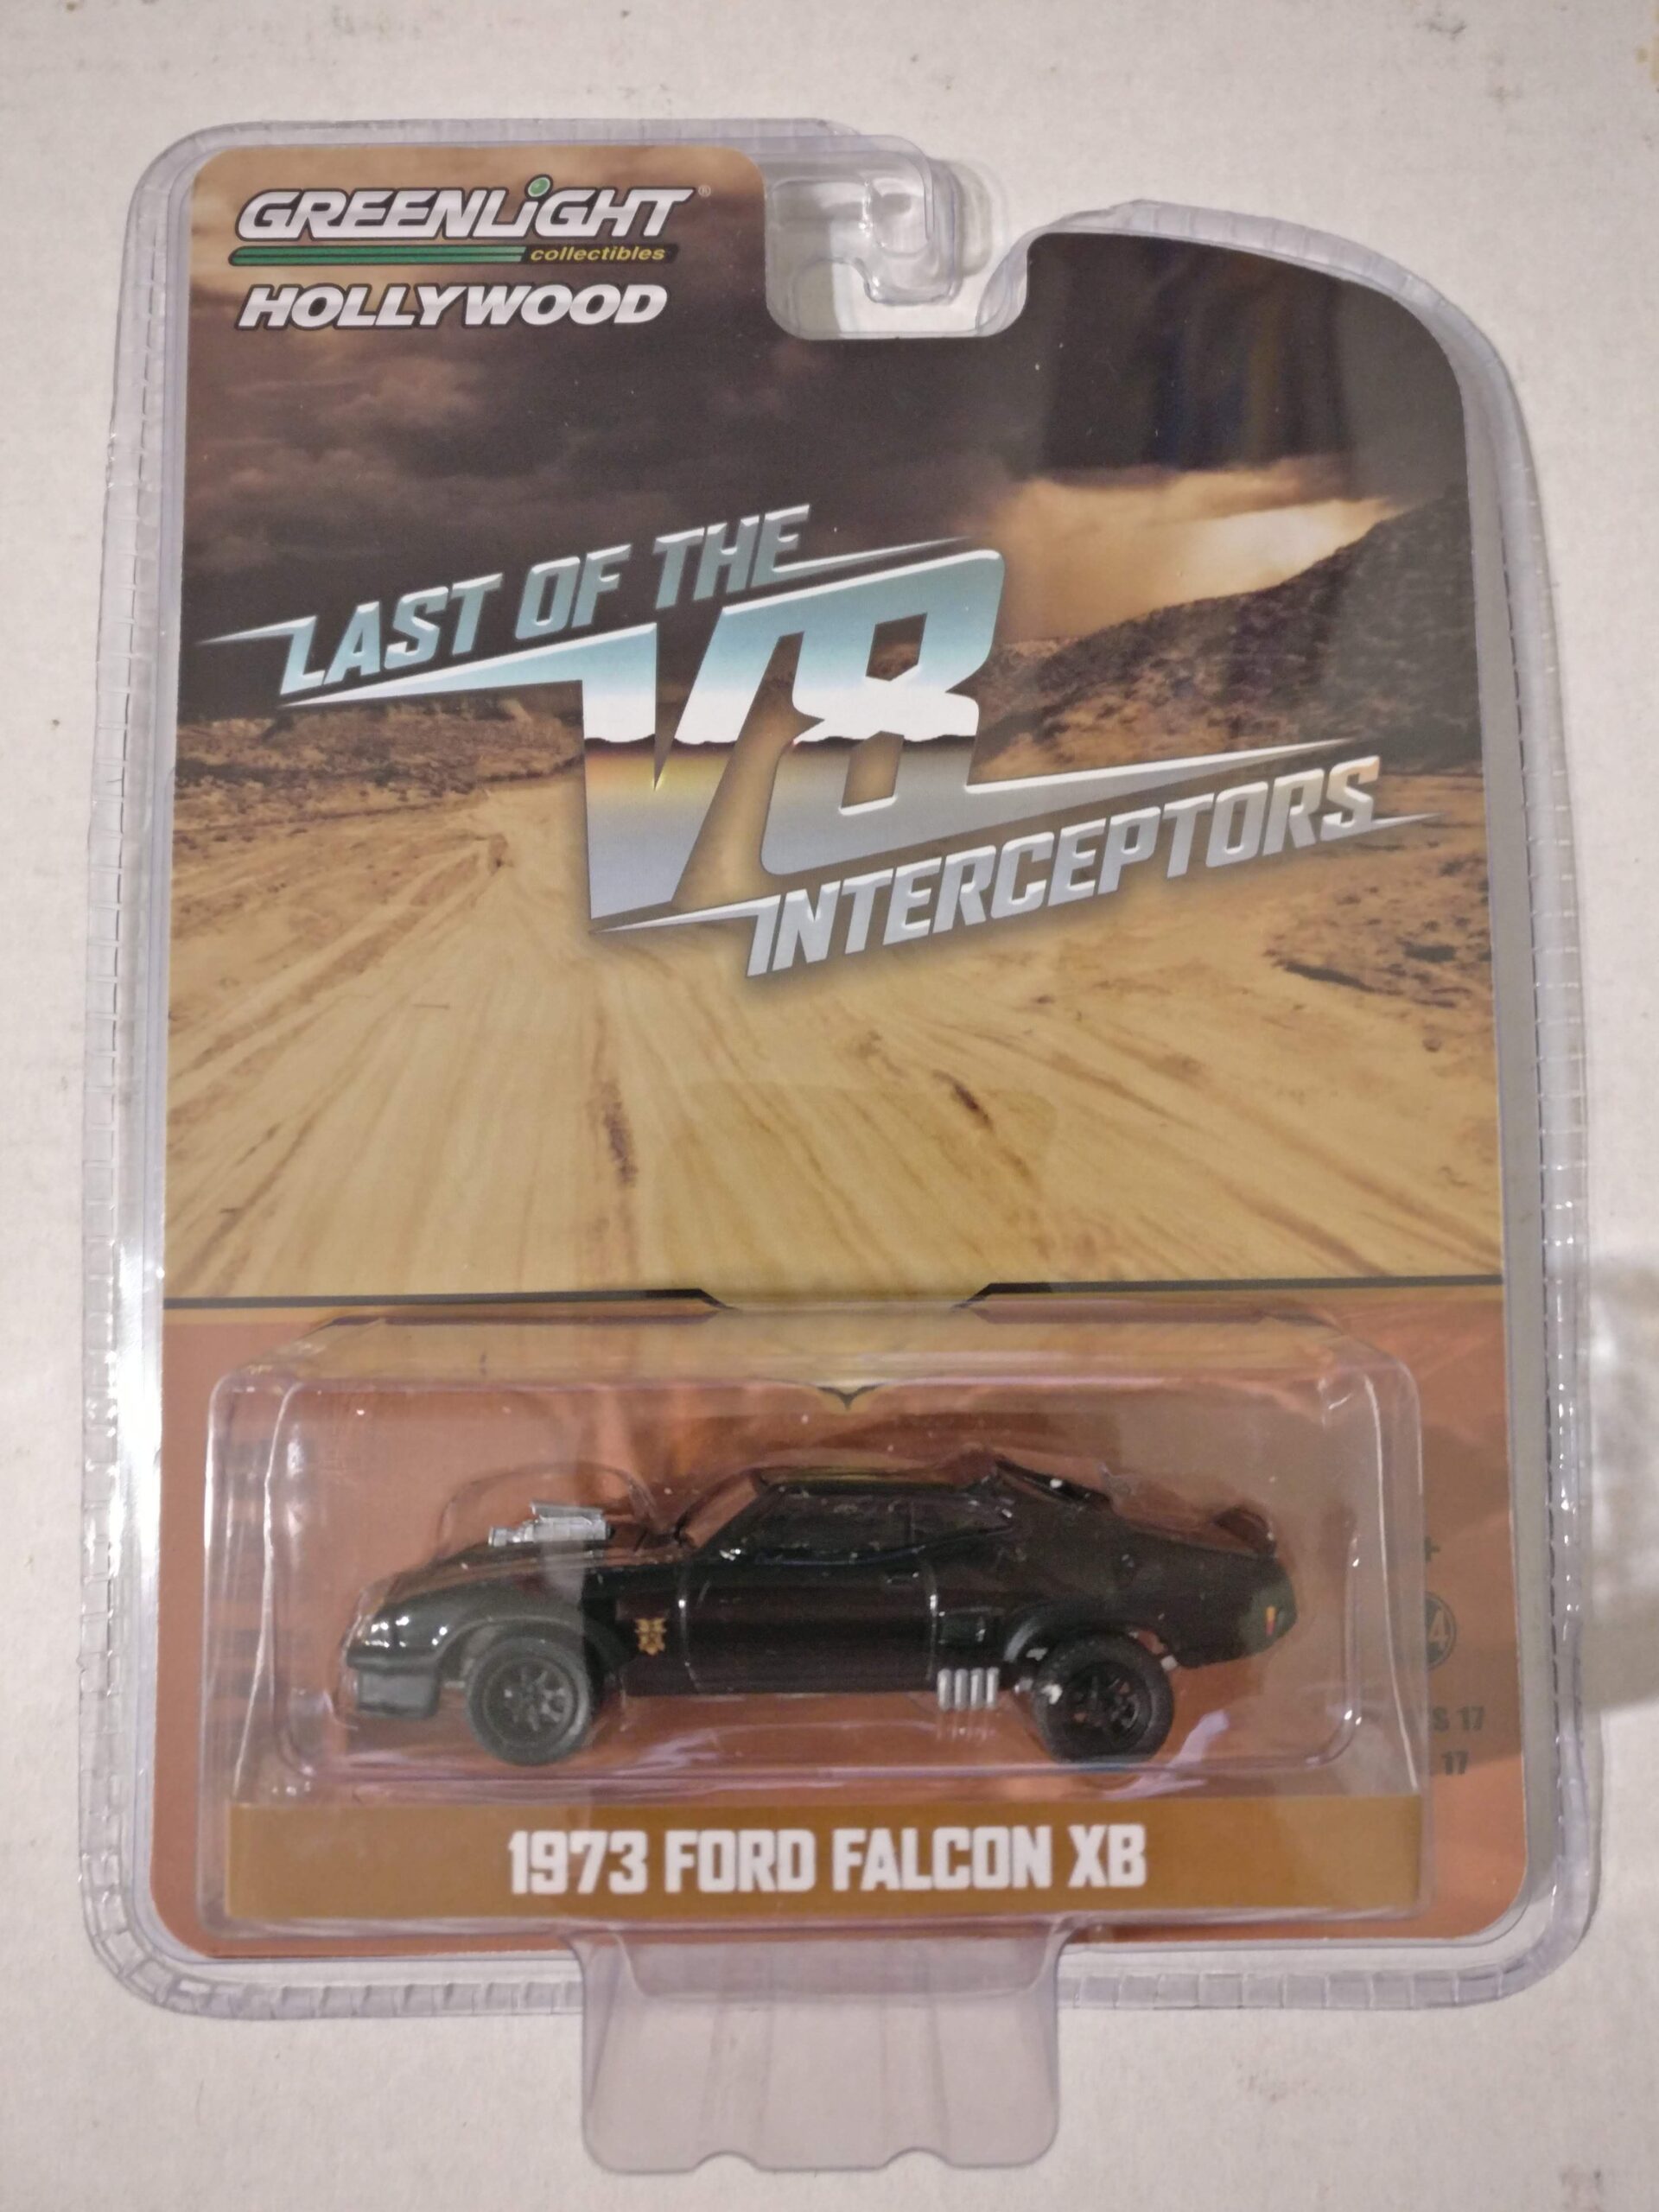 GREENLiGHT®
collectibles
HOLLYWOOD
LAST OF THE
V8
INTERCEPTORS
1973 FORD FALCON XB